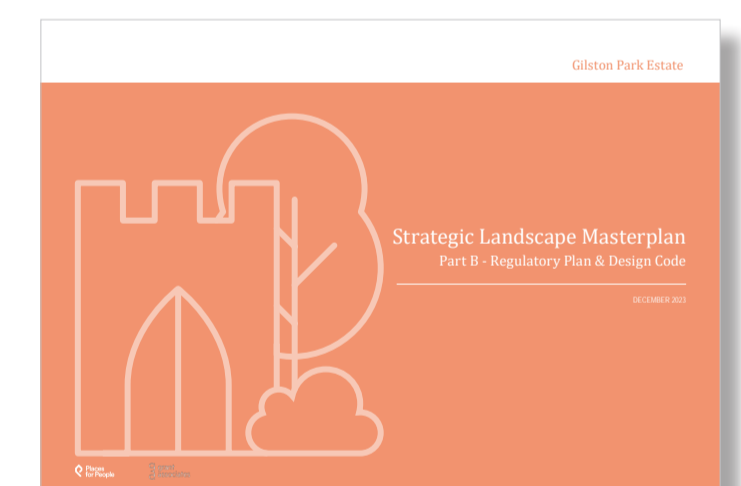 Gilston Park Estate
Strategic Landscape Masterplan
Part B - Regulatory Plan & Design Code
DECEMBER 2023
Places
for People